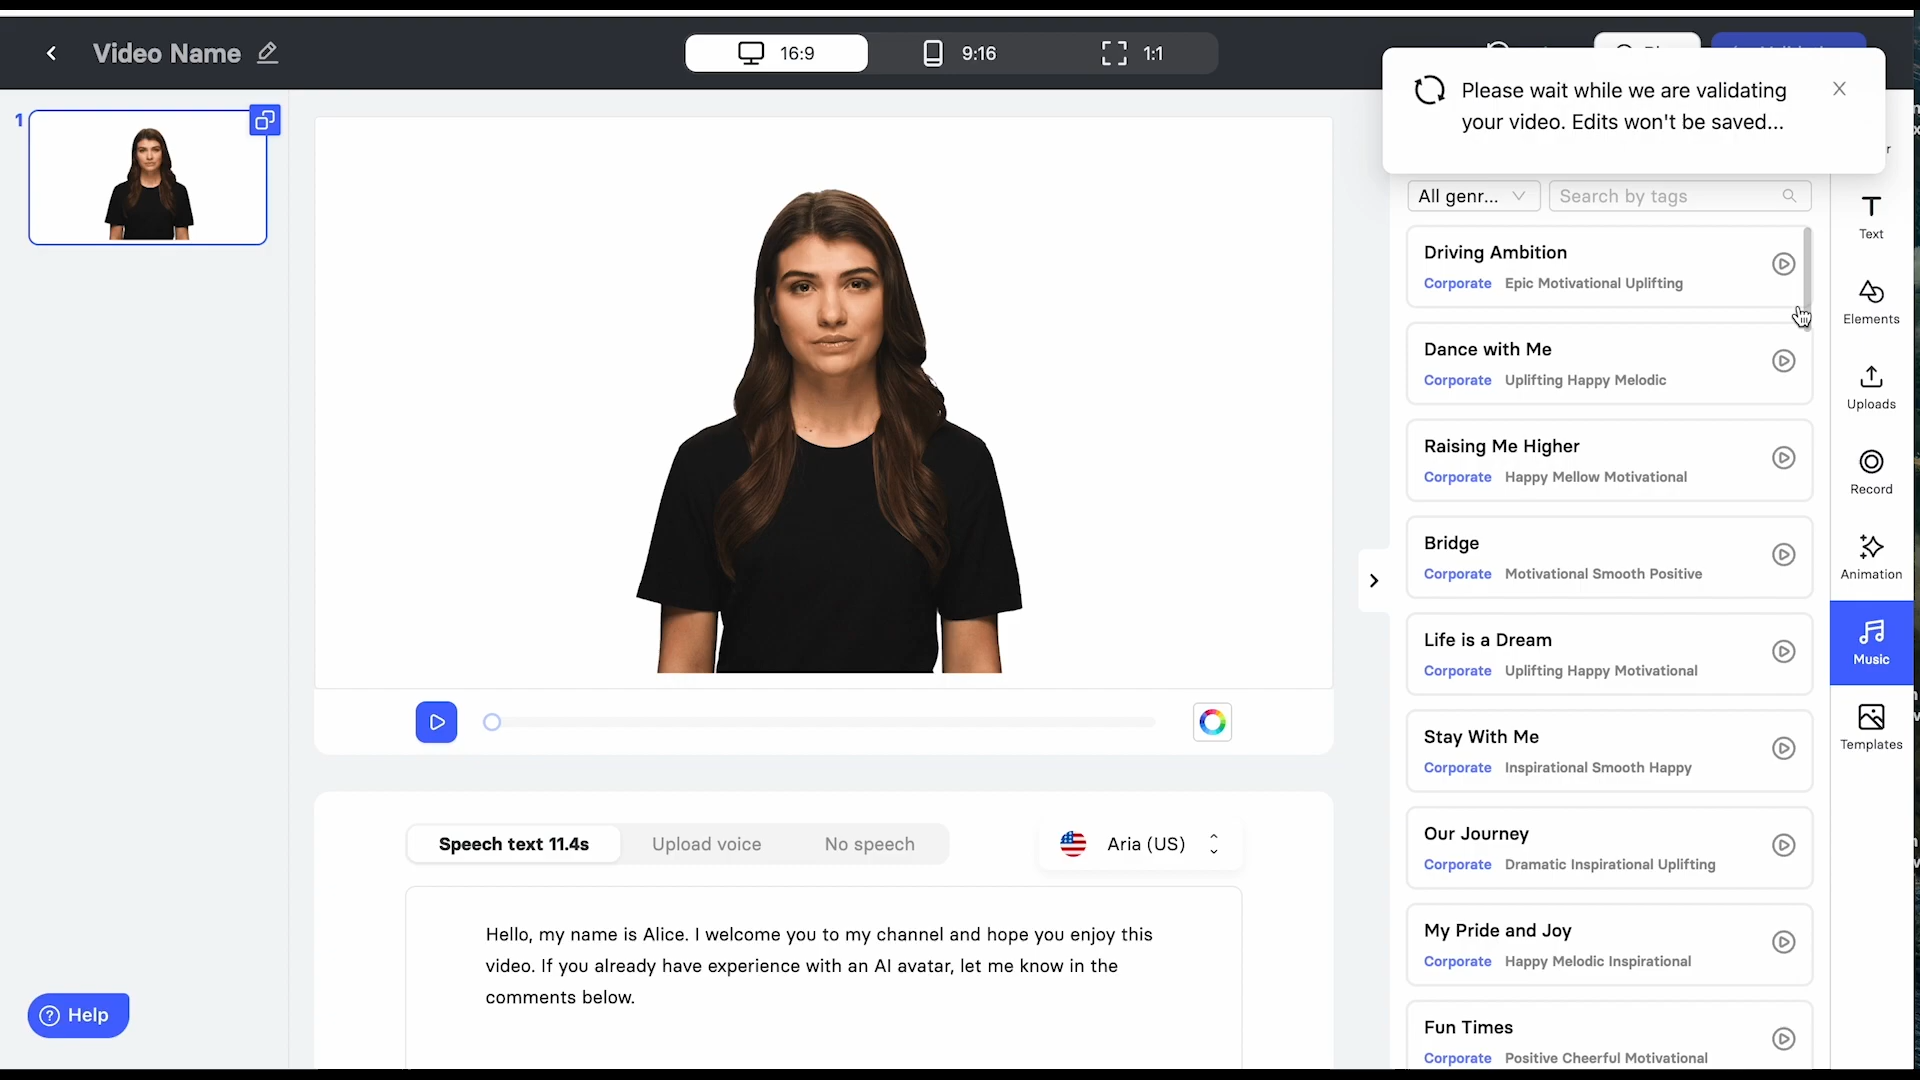 Video Name
16:9
9:16
1:1
Please wait while we are validating
your video. Edits won't be saved...
1
All genr...
Search by tags
Driving Ambition
Corporate Epic Motivational Uplifting
Dance with Me
Corporate Uplifting Happy Melodic
Raising Me Higher
Corporate Happy Mellow Motivational
Bridge
Corporate Motivational Smooth Positive
Life is a Dream
Corporate Uplifting Happy Motivational
Stay With Me
Corporate Inspirational Smooth Happy
Our Journey
Corporate Dramatic Inspirational Uplifting
My Pride and Joy
Corporate Happy Melodic Inspirational
Fun Times
Corporate Positive Cheerful Motivational
Text
Elements
Uploads
Record
Animation
Music
Templates
Speech text 11.4s
Upload voice
No speech
Aria (US)
Hello, my name is Alice. I welcome you to my channel and hope you enjoy this
video. If you already have experience with an AI avatar, let me know in the
comments below.
Help